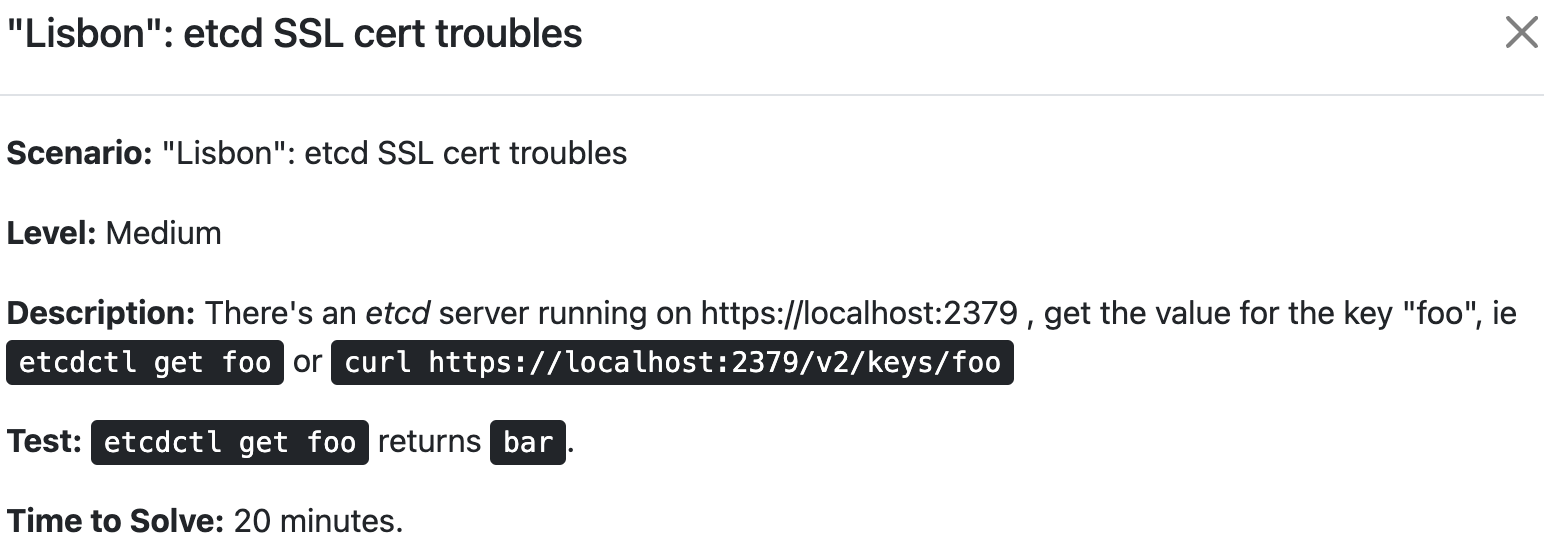 "Lisbon": etcd SSL cert troubles
Scenario: "Lisbon": etcd SSL cert troubles
Level: Medium
Description: There's an etcd server running on https://localhost:2379 , get the value for the key "foo", ie
etcdctl get foo or curl https://localhost:2379/v2/keys/foo
Test: etcdctl get foo returns bar.
Time to Solve: 20 minutes.